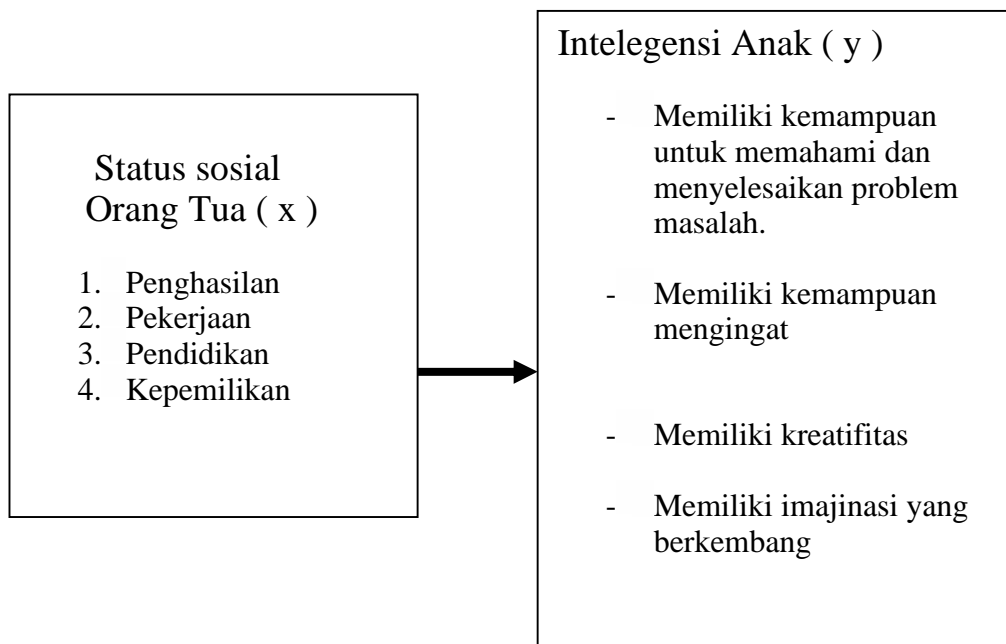 Status sosial
Orang Tua ( x )
1. Penghasilan
2. Pekerjaan
3. Pendidikan
4. Kepemilikan
Intelegensi Anak ( y )
- Memiliki kemampuan
untuk memahami dan
menyelesaikan problem
masalah.
- Memiliki kemampuan
mengingat
- Memiliki kreatifitas
- Memiliki imajinasi yang
berkembang